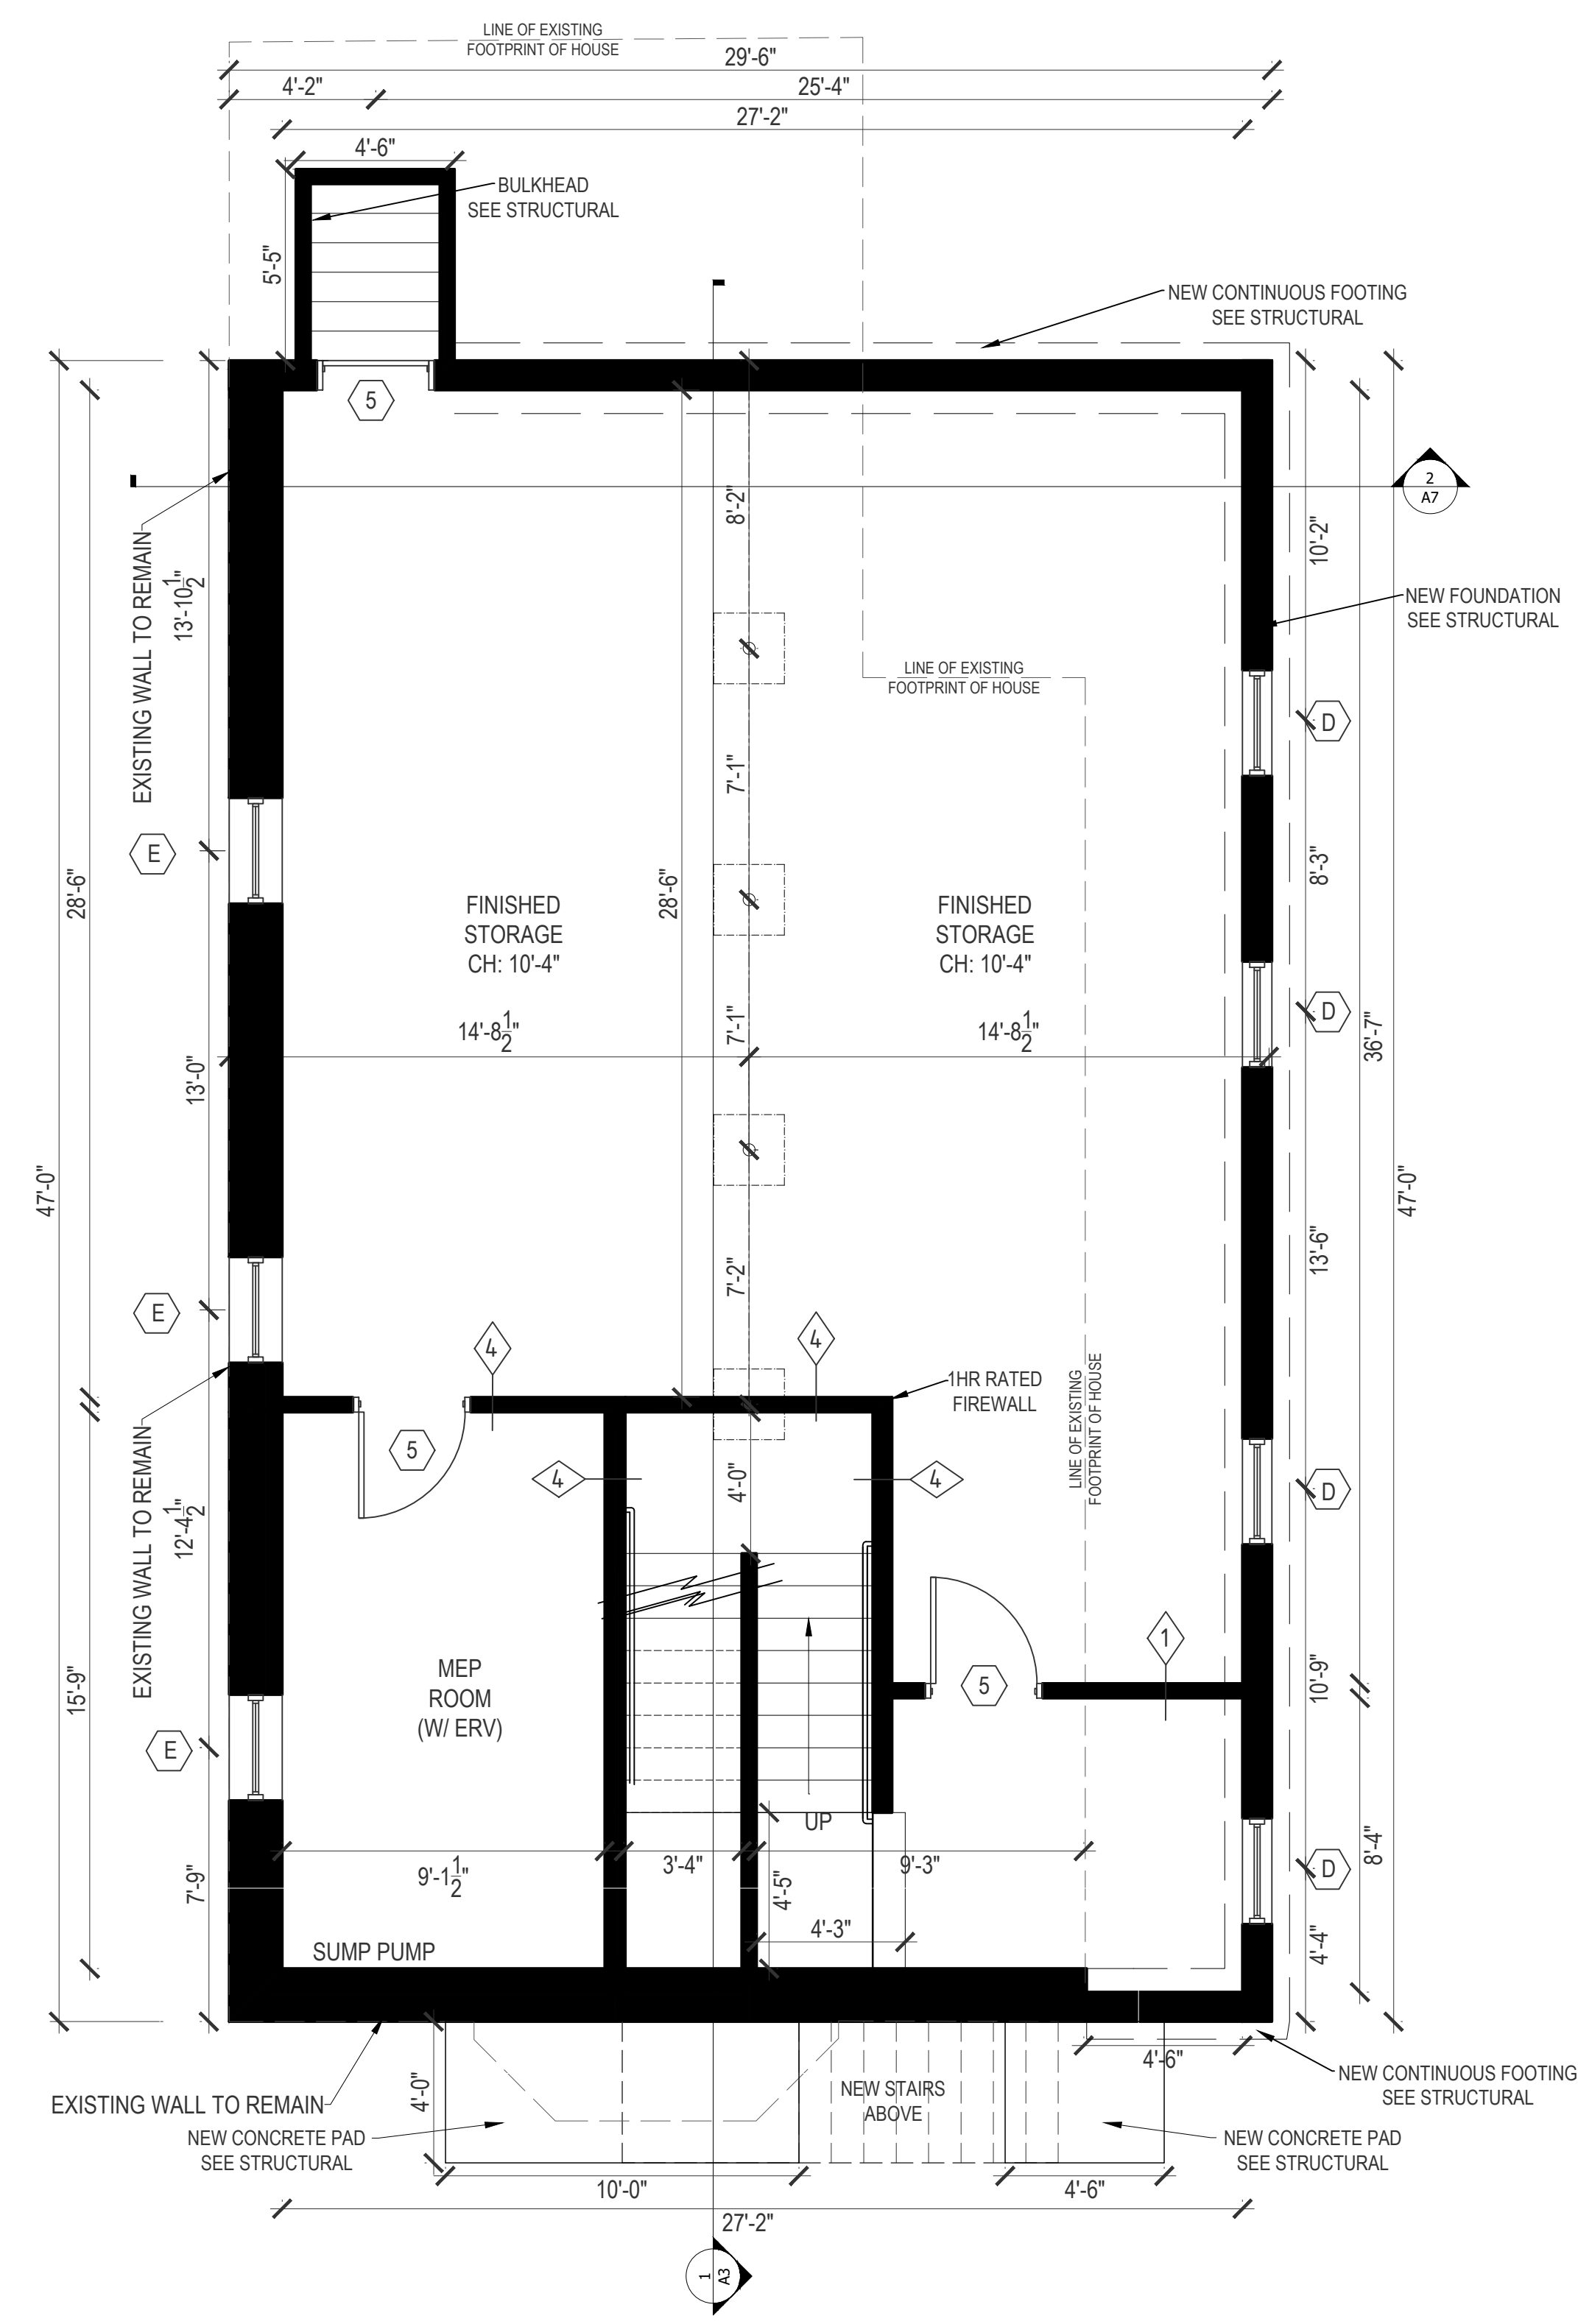 LINE OF EXISTING
FOOTPRINT OF HOUSE
29'-6"
4'-2"
25'-4"
27'-2"
4'-6"
BULKHEAD
SEE STRUCTURAL
5'-5"
NEW CONTINUOUS FOOTING
SEE STRUCTURAL
5
2
A7
8'-2"
10'-2"
EXISTING WALL TO REMAIN
13'-10 1/2"
NEW FOUNDATION
SEE STRUCTURAL
LINE OF EXISTING
FOOTPRINT OF HOUSE
D
7'-1"
E
8'-3"
28'-6"
28'-6"
FINISHED
STORAGE
CH: 10'-4"
FINISHED
STORAGE
CH: 10'-4"
D
14'-8 1/2"
7'-1"
14'-8 1/2"
36'-7"
13'-0"
47'-0"
47'-0"
13'-6"
7'-2"
E
4
4
1HR RATED
FIREWALL
LINE OF EXISTING
FOOTPRINT OF HOUSE
5
4
4'-0"
4
D
EXISTING WALL TO REMAIN
12'-4 1/2"
1
15'-9"
MEP
ROOM
(W/ ERV)
5
10'-9"
E
UP
8'-4"
9'-1 1/2"
3'-4"
9'-3"
D
7'-9"
4'-5"
4'-3"
4'-4"
SUMP PUMP
4'-6"
EXISTING WALL TO REMAIN
4'-0"
NEW STAIRS
ABOVE
NEW CONTINUOUS FOOTING
SEE STRUCTURAL
NEW CONCRETE PAD
SEE STRUCTURAL
NEW CONCRETE PAD
SEE STRUCTURAL
10'-0"
4'-6"
27'-2"
1
A3